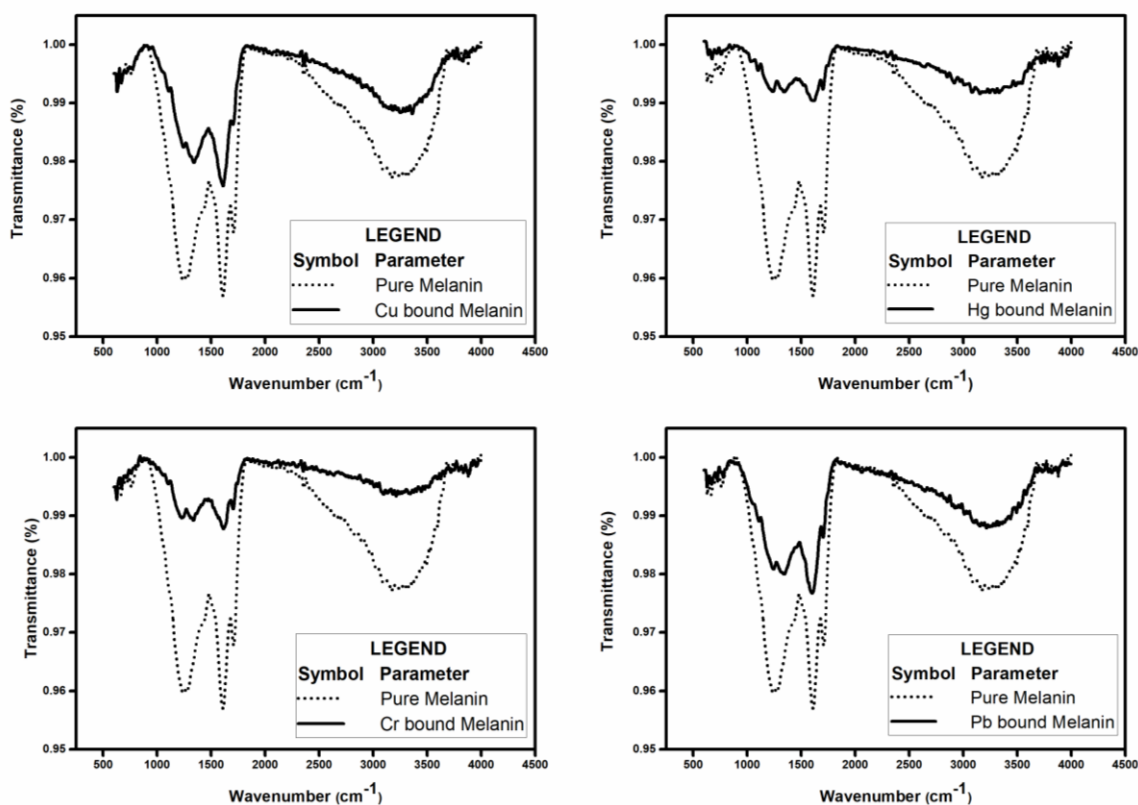 1.00
0.99
0.98
0.97
0.96
0.95
Transmittance (%)
LEGEND
Symbol Parameter
Pure Melanin
Cu bound Melanin
500 1000 1500 2000 2500 3000 3500 4000 4500
Wavenumber (cm-1)
1.00
0.99
0.98
0.97
0.96
0.95
Transmittance (%)
LEGEND
Symbol Parameter
Pure Melanin
Hg bound Melanin
500 1000 1500 2000 2500 3000 3500 4000 4500
Wavenumber (cm-1)
1.00
0.99
0.98
0.97
0.96
0.95
Transmittance (%)
LEGEND
Symbol Parameter
Pure Melanin
Cr bound Melanin
500 1000 1500 2000 2500 3000 3500 4000 4500
Wavenumber (cm-1)
1.00
0.99
0.98
0.97
0.96
0.95
Transmittance (%)
LEGEND
Symbol Parameter
Pure Melanin
Pb bound Melanin
500 1000 1500 2000 2500 3000 3500 4000 4500
Wavenumber (cm-1)